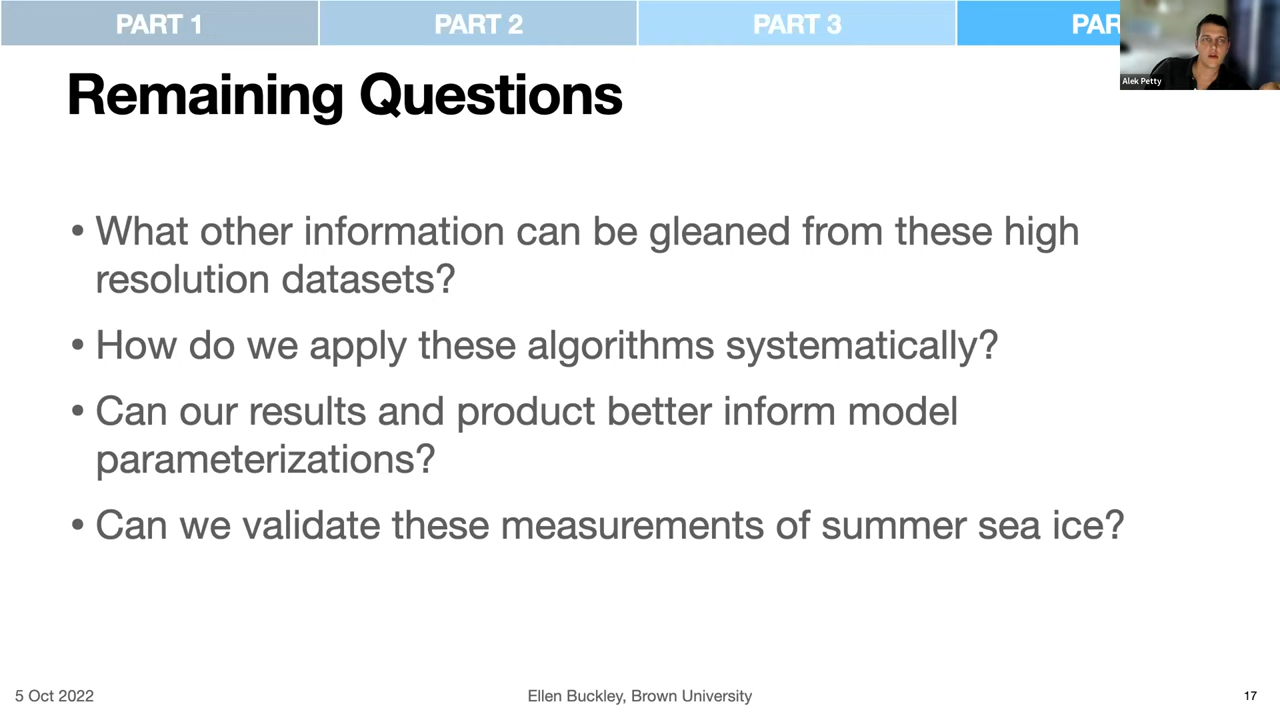 PART 1
PART 2
PART 3
PAR
Alek Petty
Remaining Questions
• What other information can be gleaned from these high
resolution datasets?
• How do we apply these algorithms systematically?
• Can our results and product better inform model
parameterizations?
• Can we validate these measurements of summer sea ice?
5 Oct 2022
Ellen Buckley, Brown University
17